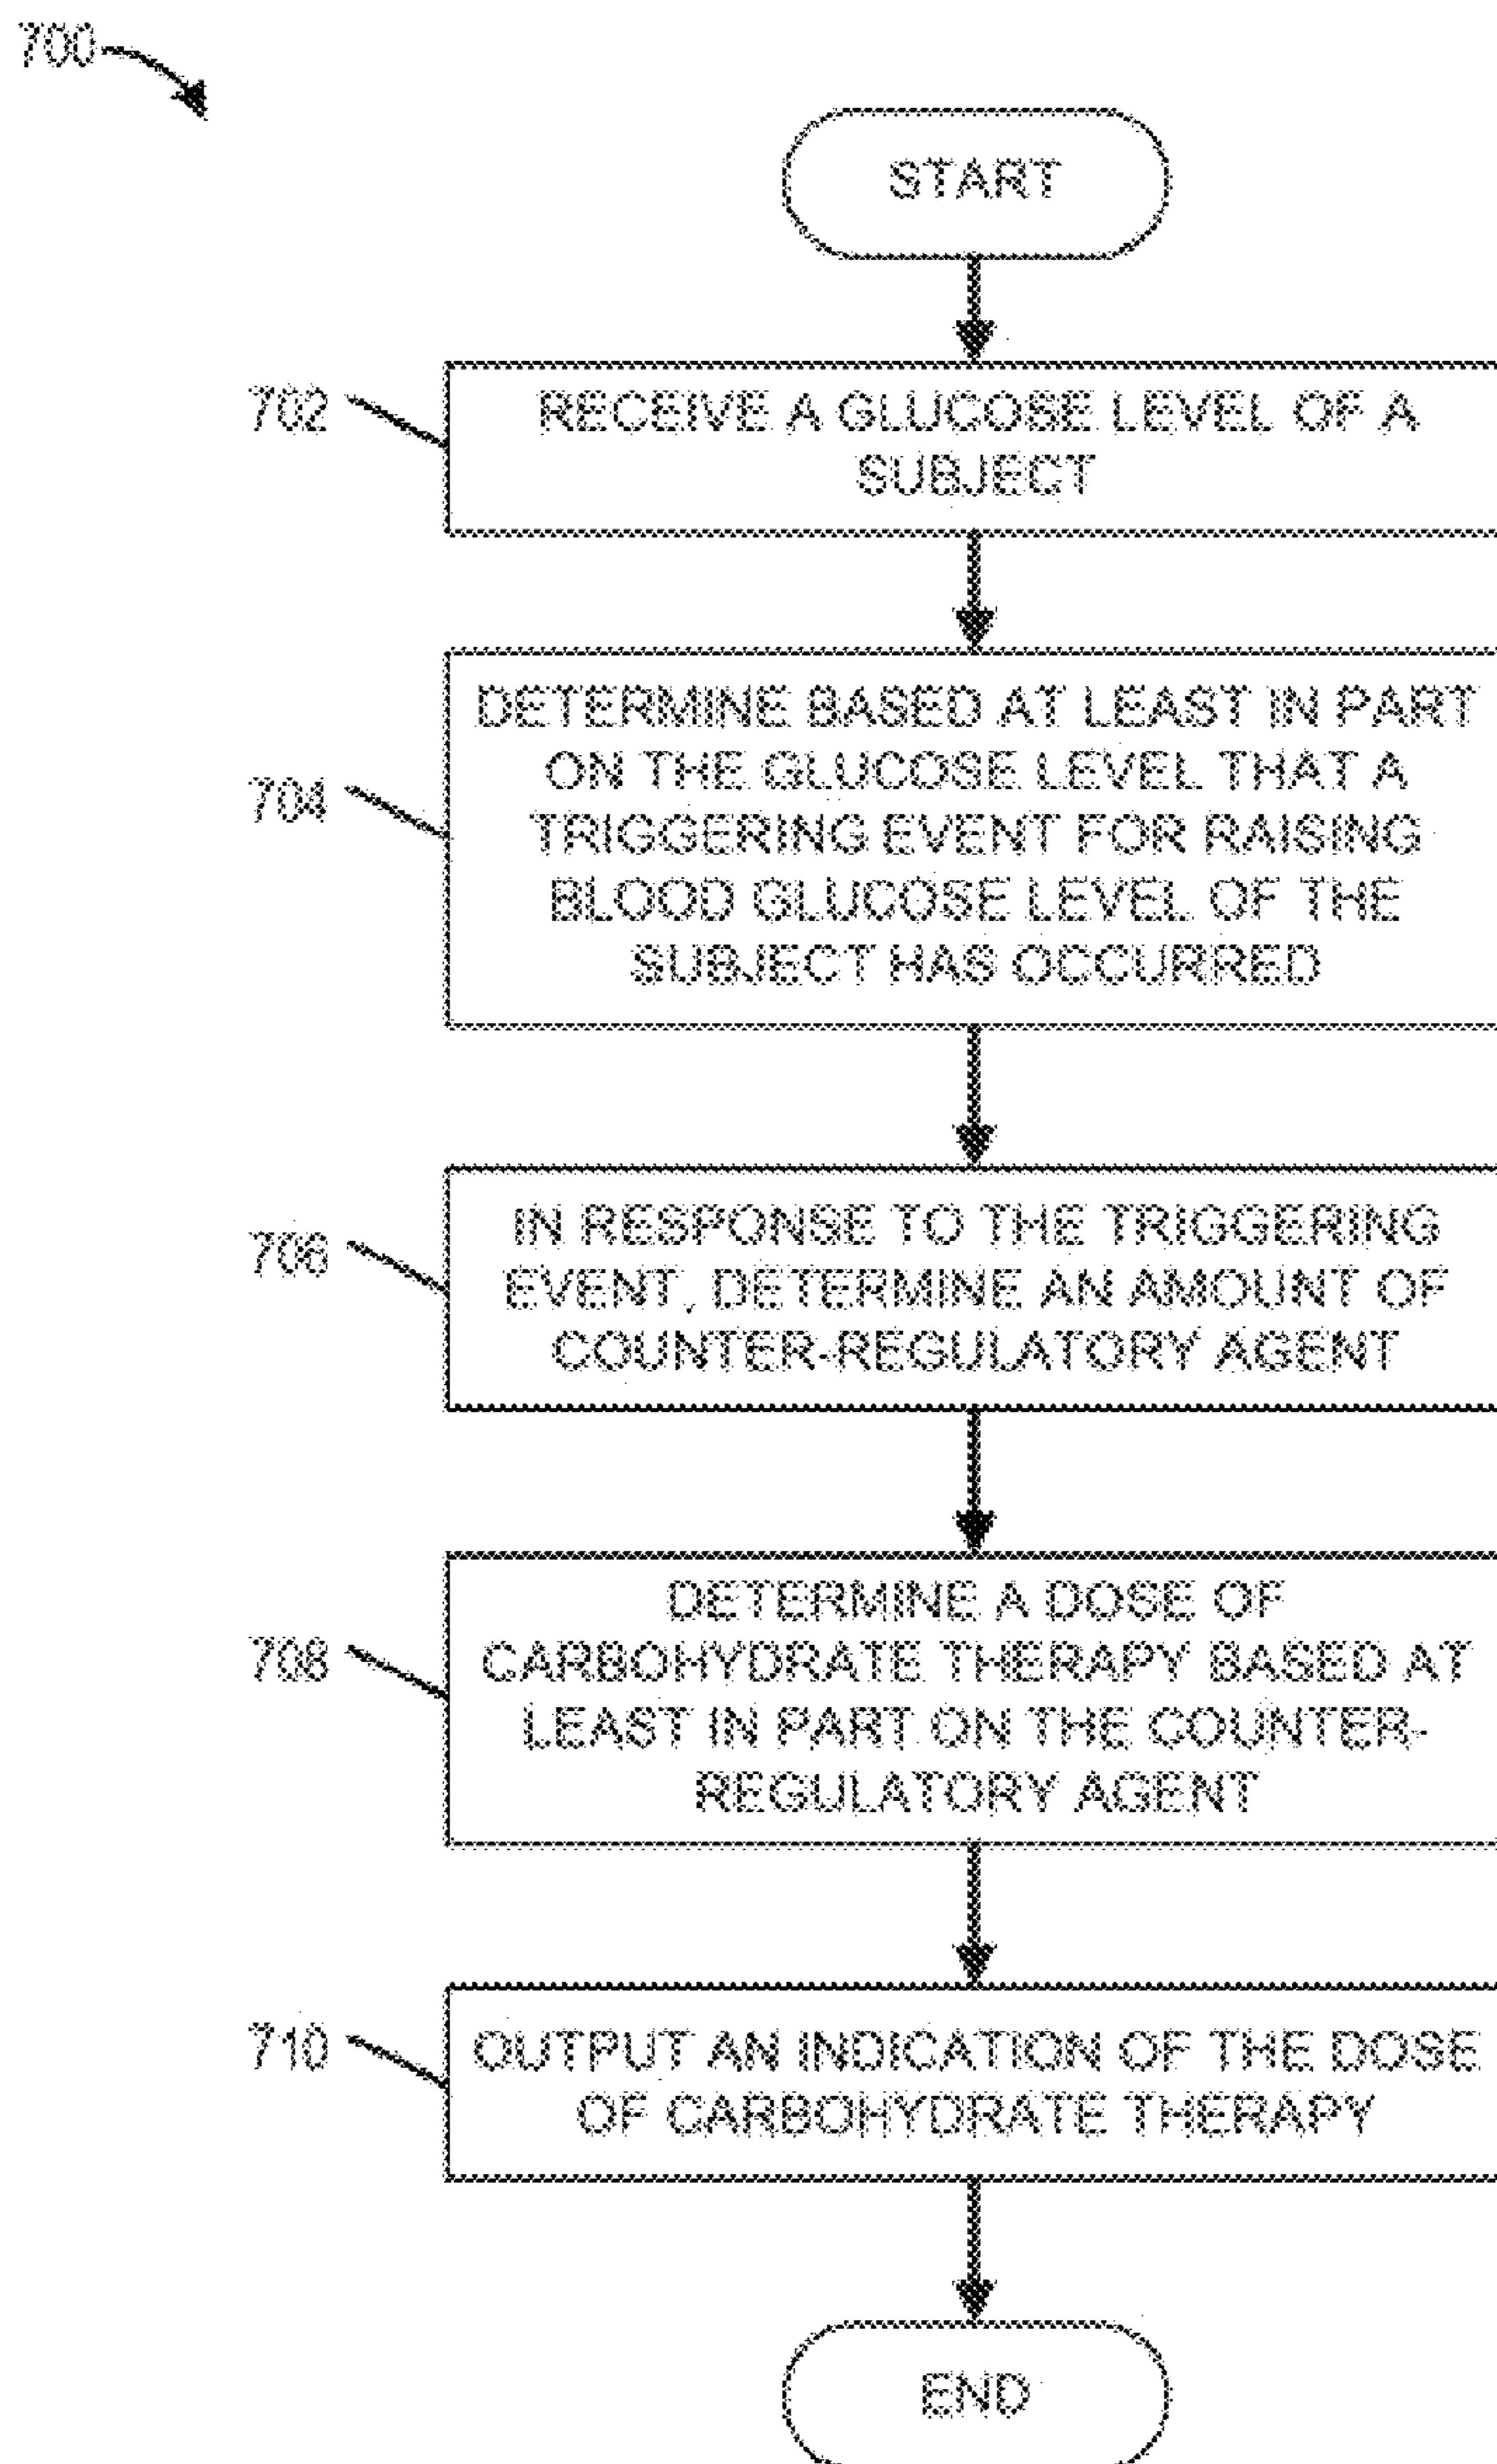 700
START
702
RECEIVE A GLUCOSE LEVEL OF A
SUBJECT
704
DETERMINE BASED AT LEAST IN PART
ON THE GLUCOSE LEVEL THAT A
TRIGGERING EVENT FOR RAISING
BLOOD GLUCOSE LEVEL OF THE
SUBJECT HAS OCCURRED
706
IN RESPONSE TO THE TRIGGERING
EVENT, DETERMINE AN AMOUNT OF
COUNTER-REGULATORY AGENT
708
DETERMINE A DOSE OF
CARBOHYDRATE THERAPY BASED AT
LEAST IN PART ON THE COUNTER-
REGULATORY AGENT
710
OUTPUT AN INDICATION OF THE DOSE
OF CARBOHYDRATE THERAPY
END